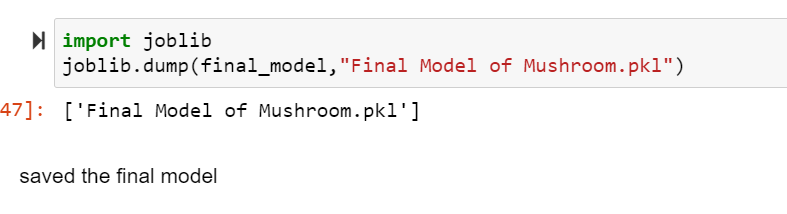 import joblib
joblib.dump(final_model,"Final Model of Mushroom.pkl")
47]: ['Final Model of Mushroom.pkl']
saved the final model